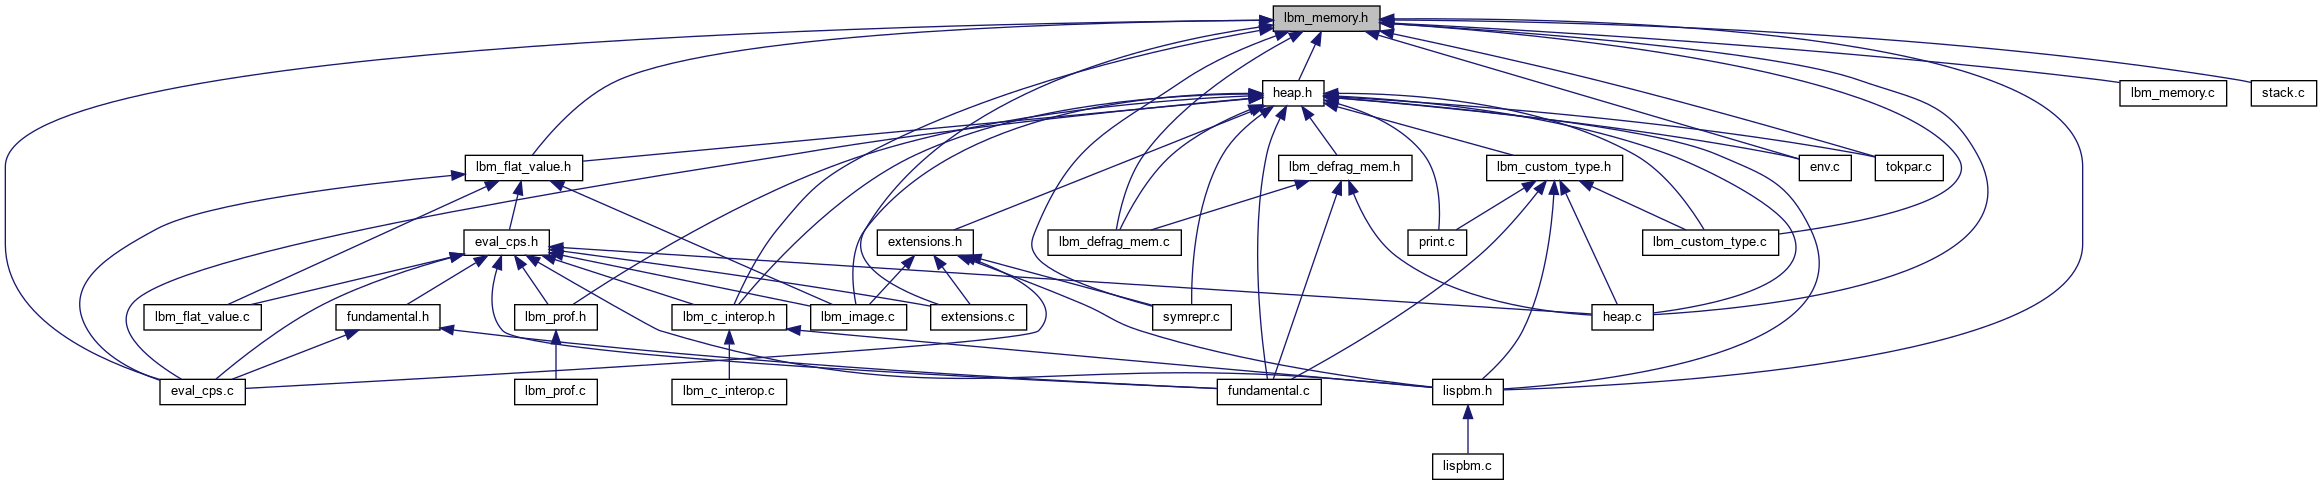 lbm_memory.h
heap.h
lbm_memory.c
stack.c
lbm_flat_value.h
lbm_defrag_mem.h
lbm_custom_type.h
env.c
tokpar.c
eval_cps.h
extensions.h
lbm_defrag_mem.c
print.c
lbm_custom_type.c
lbm_flat_value.c
fundamental.h
lbm_prof.h
lbm_c_interop.h
lbm_image.c
extensions.c
symrepr.c
heap.c
eval_cps.c
lbm_prof.c
lbm_c_interop.c
fundamental.c
lispbm.h
lispbm.c